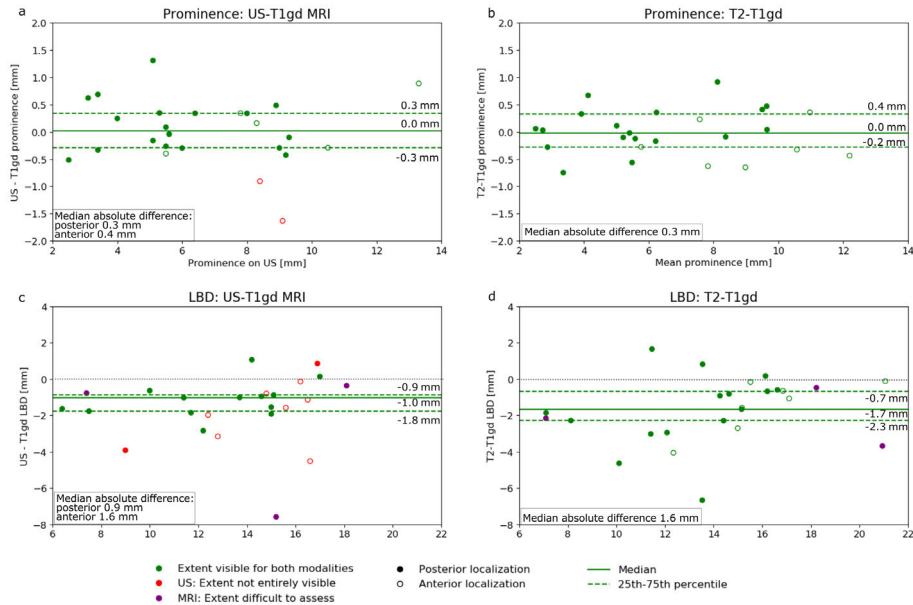 a
Prominence: US-T1gd MRI
2.0
1.5
1.0
0.5
0.0
−0.5
−1.0
−1.5
−2.0
US - T1gd prominence [mm]
0.3 mm
0.0 mm
-0.3 mm
Median absolute difference:
posterior 0.3 mm
anterior 0.4 mm
2 4 6 8 10 12 14
Prominence on US [mm]
b
Prominence: T2-T1gd
2.0
1.5
1.0
0.5
0.0
−0.5
−1.0
−1.5
−2.0
T2-T1gd prominence [mm]
0.4 mm
0.0 mm
-0.2 mm
Median absolute difference 0.3 mm
2 4 6 8 10 12 14
Mean prominence [mm]
c
LBD: US-T1gd MRI
4
2
0
−2
−4
−6
−8
US - T1gd LBD [mm]
-0.9 mm
-1.0 mm
-1.8 mm
Median absolute difference:
posterior 0.9 mm
anterior 1.6 mm
6 8 10 12 14 16 18 20 22
d
LBD: T2-T1gd
4
2
0
−2
−4
−6
−8
T2-T1gd LBD [mm]
-0.7 mm
-1.7 mm
-2.3 mm
Median absolute difference 1.6 mm
6 8 10 12 14 16 18 20 22
Extent visible for both modalities
US: Extent not entirely visible
MRI: Extent difficult to assess
Posterior localization
Anterior localization
Median
25th-75th percentile